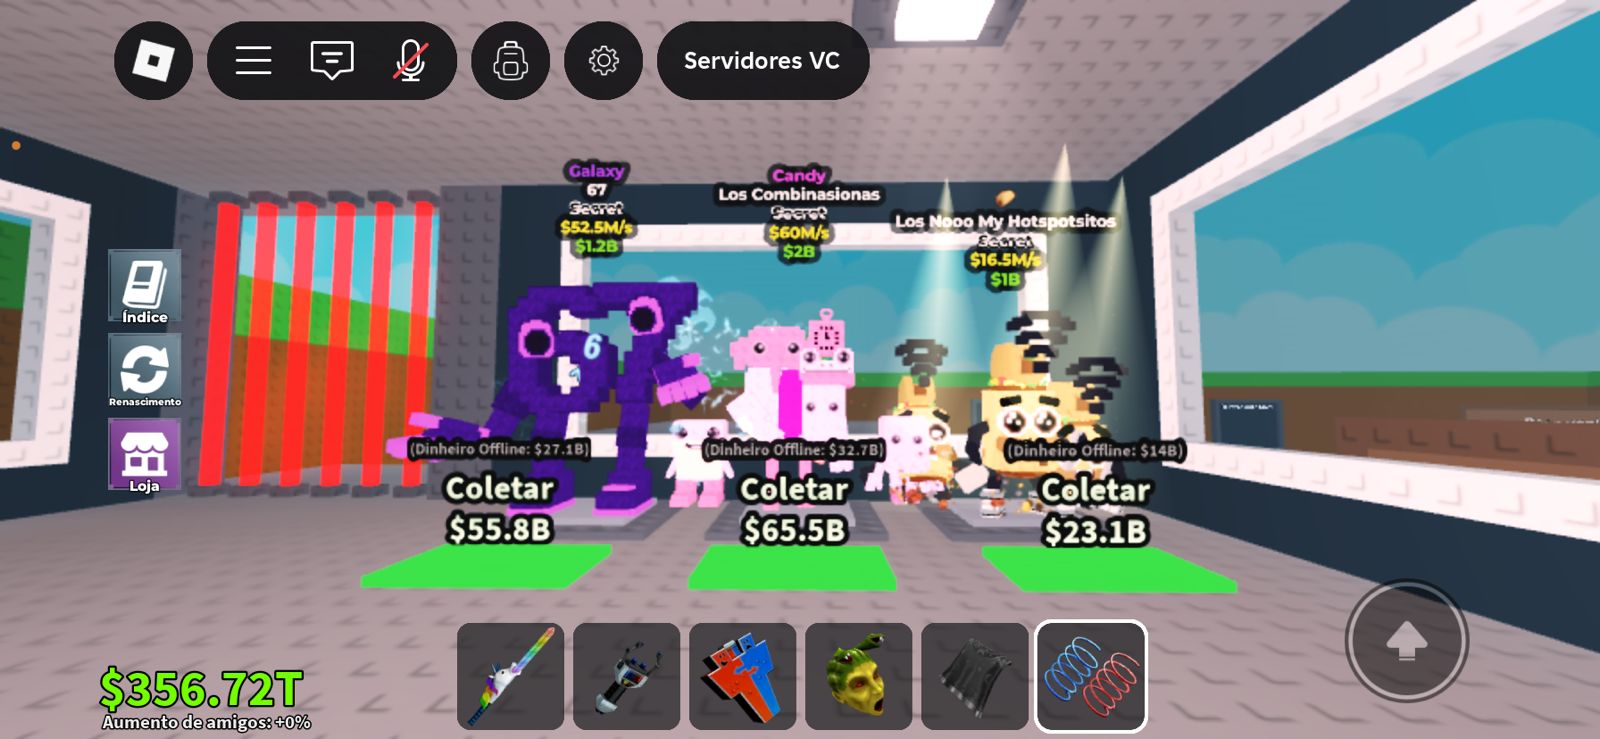 Servidores VC
Galaxy
67
Secret
$52.5M/s
$1.2B
Candy
Los Combinasionas
Secret
$60M/s
$2B
Los Nooo My Hotspotsitos
Secret
$16.5M/s
$1B
Índice
Renascimento
Loja
6
(Dinheiro Offline: $27.1B)
Coletar
$55.8B
(Dinheiro Offline: $32.7B)
Coletar
$65.5B
(Dinheiro Offline: $14B)
Coletar
$23.1B
$356.72T
Aumento de amigos: +0%